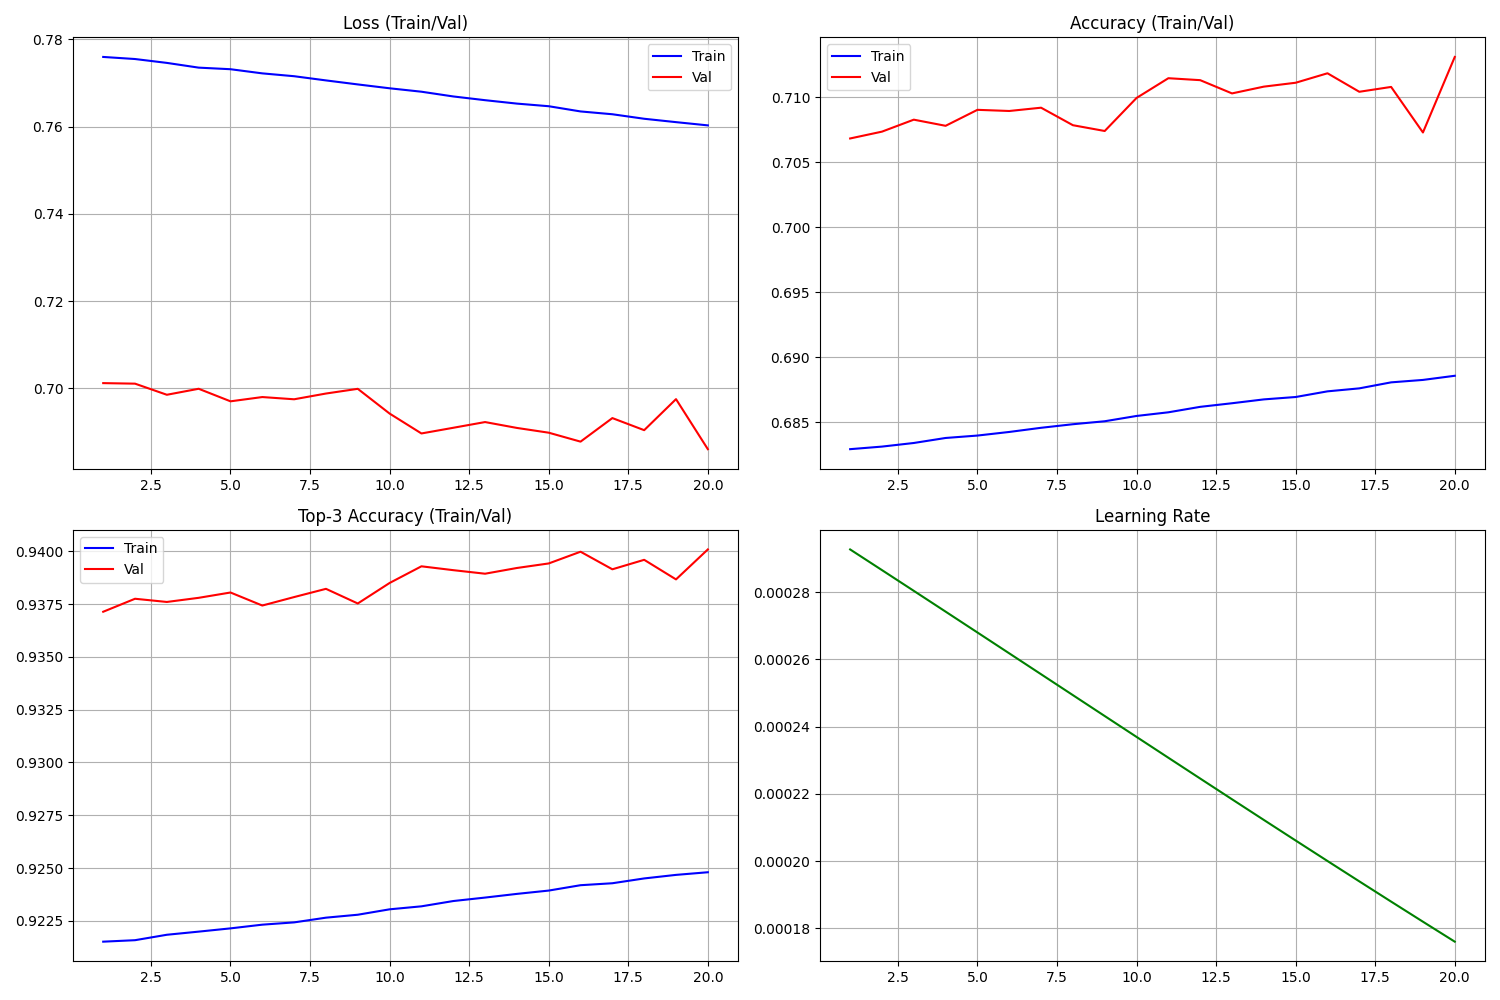 Loss (Train/Val)
0.78
0.76
0.74
0.72
0.70
Train
Val
2.5 5.0 7.5 10.0 12.5 15.0 17.5 20.0
Accuracy (Train/Val)
Train
Val
0.710
0.705
0.700
0.695
0.690
0.685
2.5 5.0 7.5 10.0 12.5 15.0 17.5 20.0
Top-3 Accuracy (Train/Val)
0.9400
0.9375
0.9350
0.9325
0.9300
0.9275
0.9250
0.9225
Train
Val
2.5 5.0 7.5 10.0 12.5 15.0 17.5 20.0
Learning Rate
0.00028
0.00026
0.00024
0.00022
0.00020
0.00018
2.5 5.0 7.5 10.0 12.5 15.0 17.5 20.0